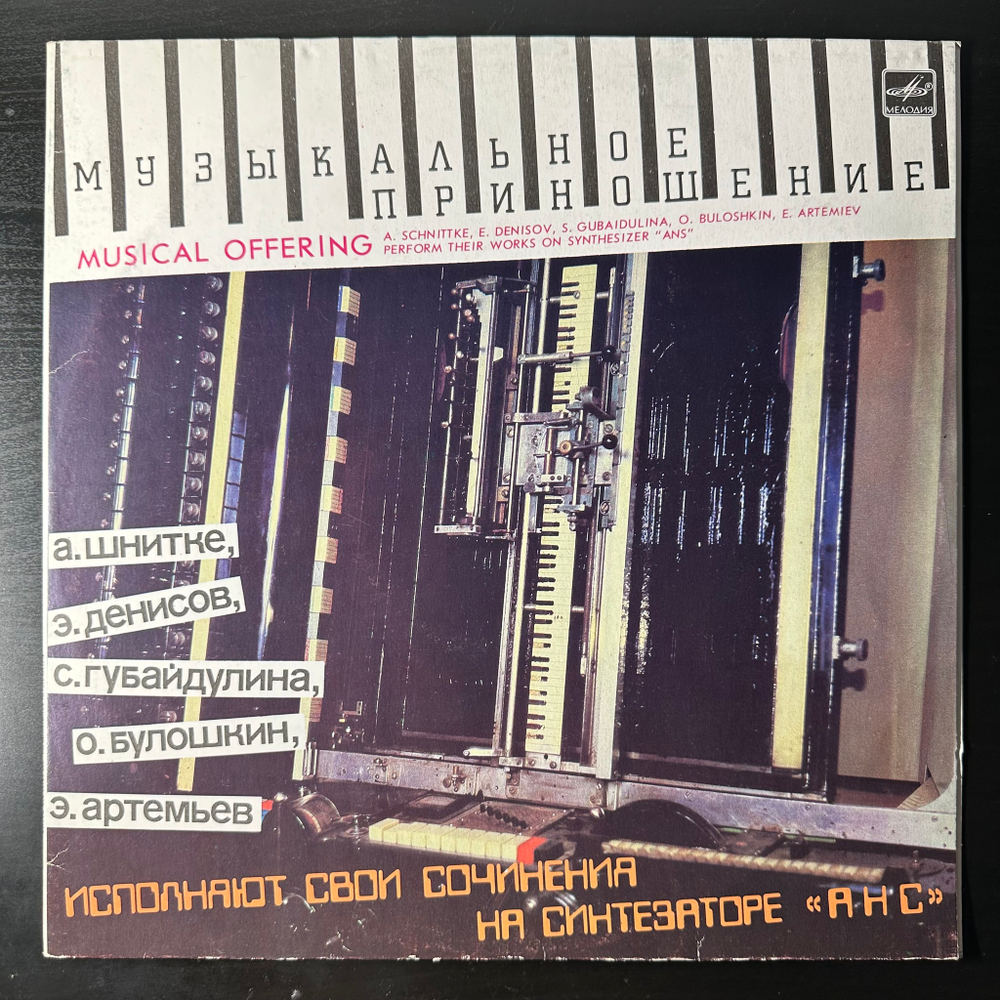 МУЗЫКАЛЬНОЕ
ПРИНОШЕНИЕ
® МЕЛОДИЯ
MUSICAL OFFERING
A. SCHNITTKE, E. DENISOV, S. GUBAIDULINA, O. BULOSHKIN, E. ARTEMIEV
PERFORM THEIR WORKS ON SYNTHESIZER "ANS"
а.шнитке,
э.денисов,
с.губайдулина,
о.булошкин,
э.артемьев
ИСПОЛНЯЮТ СВОИ СОЧИНЕНИЯ
НА СИНТЕЗАТОРЕ «АНС»